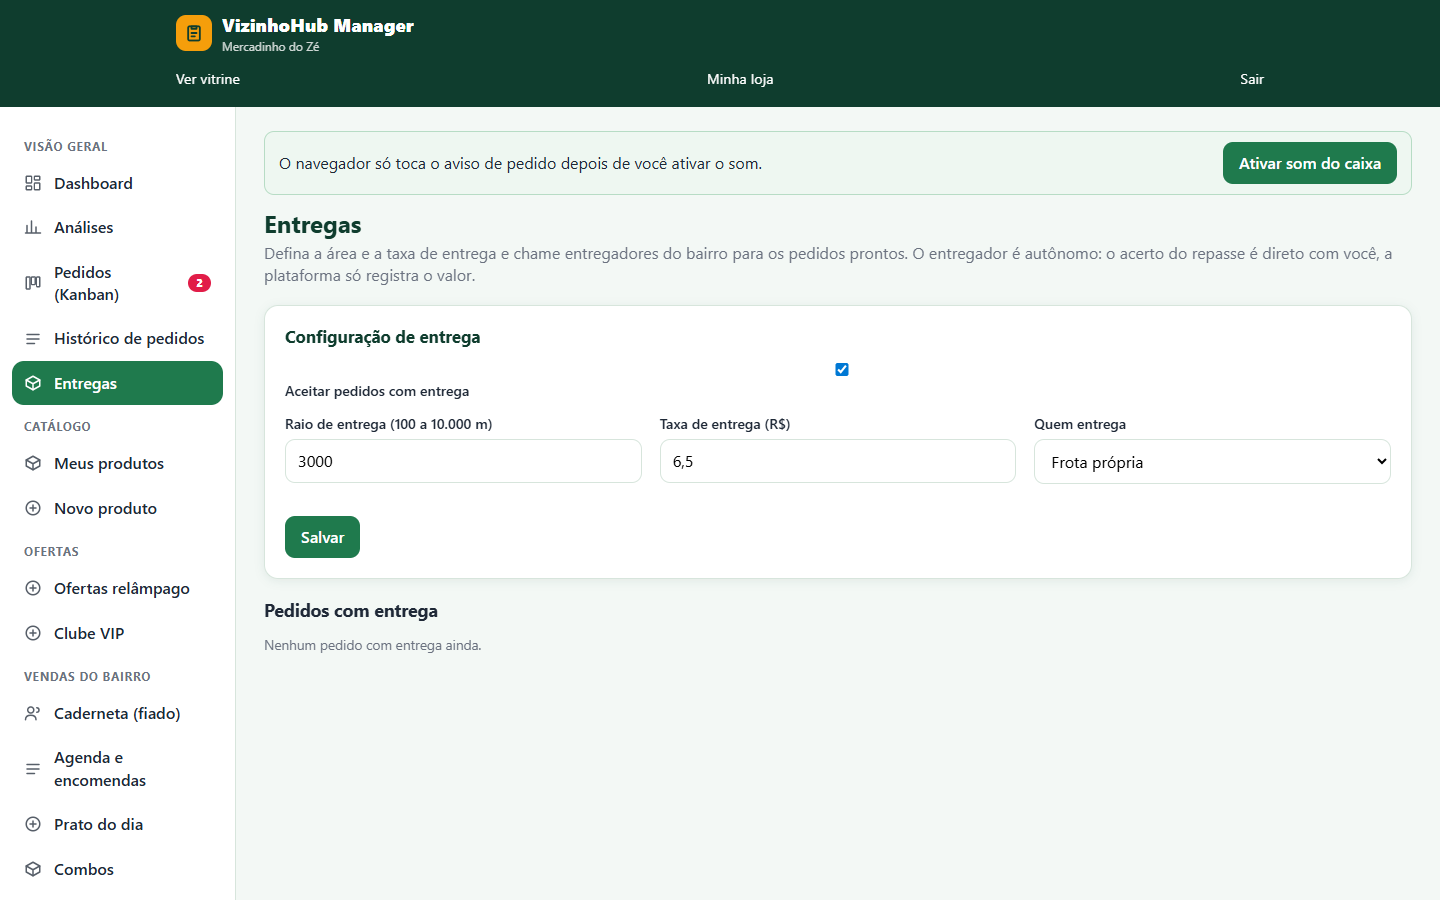 VizinhoHub Manager
Mercadinho do Zé
Ver vitrine
Minha loja
Sair
VISÃO GERAL
Dashboard
Análises
Pedidos
(Kanban)
2
Histórico de pedidos
Entregas
CATÁLOGO
Meus produtos
Novo produto
OFERTAS
Ofertas relâmpago
Clube VIP
VENDAS DO BAIRRO
Caderneta (fiado)
Agenda e
encomendas
Prato do dia
Combos
O navegador só toca o aviso de pedido depois de você ativar o som.
Ativar som do caixa
Entregas
Defina a área e a taxa de entrega e chame entregadores do bairro para os pedidos prontos. O entregador é autônomo: o acerto do repasse é direto com você, a
plataforma só registra o valor.
Configuração de entrega
Aceitar pedidos com entrega
Raio de entrega (100 a 10.000 m)
3000
Taxa de entrega (R$)
6,5
Quem entrega
Frota própria
Salvar
Pedidos com entrega
Nenhum pedido com entrega ainda.